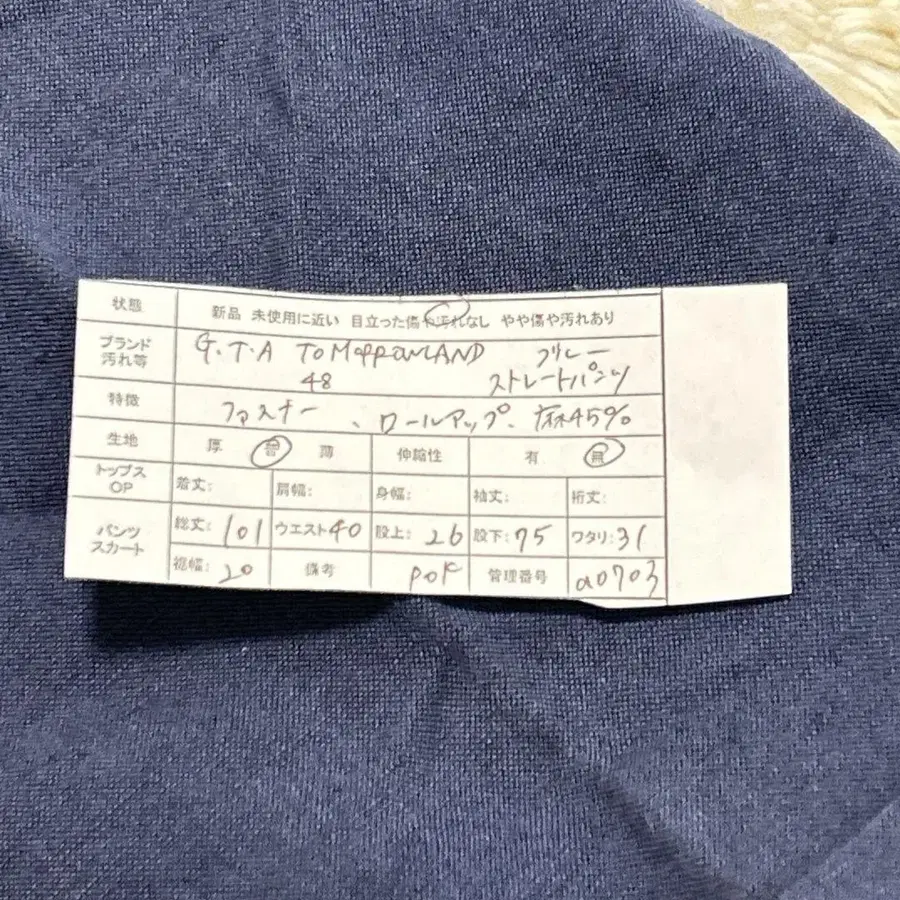 状態 新品 未使用に近い 目立った傷や汚れなし やや傷や汚れあり
ブランド 汚れ等 G.T.A TOMORROWLAND ブルー
48 ストレートパンツ
特徴 ファスナー、ロールアップ、麻45%
生地 厚 普 薄 伸縮性 有 無
トップス OP 着丈: 肩幅: 身幅: 袖丈: 裄丈:
パンツ スカート 総丈: 101 ウエスト40 股上: 26 股下: 75 ワタリ: 31
裾幅: 20 備考 管理番号 a0703